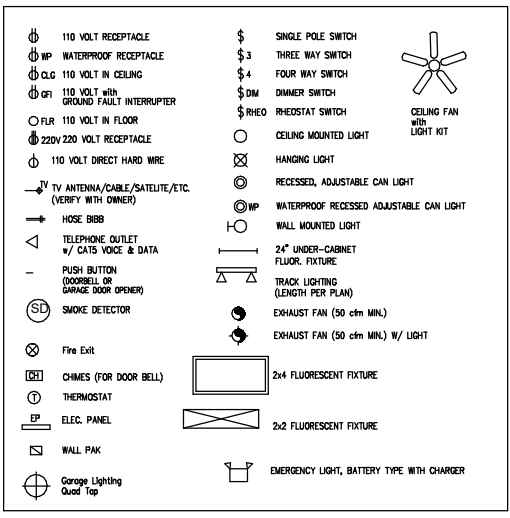 110 VOLT RECEPTACLE
WP WATERPROOF RECEPTACLE
CLG 110 VOLT IN CEILING
GFI 110 VOLT with
GROUND FAULT INTERRUPTER
FLR 110 VOLT IN FLOOR
220V 220 VOLT RECEPTACLE
110 VOLT DIRECT HARD WIRE
TV TV ANTENNA/CABLE/SATELITE/ETC.
(VERIFY WITH OWNER)
HOSE BIBB
TELEPHONE OUTLET
w/ CAT5 VOICE & DATA
PUSH BUTTON
(DOORBELL OR
GARAGE DOOR OPENER)
SD SMOKE DETECTOR
Fire Exit
CH CHIMES (FOR DOOR BELL)
T THERMOSTAT
EP ELEC. PANEL
WALL PAK
Garage Lighting
Quad Tap
$ SINGLE POLE SWITCH
$3 THREE WAY SWITCH
$4 FOUR WAY SWITCH
$DIM DIMMER SWITCH
$RHEO RHEOSTAT SWITCH
CEILING MOUNTED LIGHT
HANGING LIGHT
RECESSED, ADJUSTABLE CAN LIGHT
WP WATERPROOF RECESSED ADJUSTABLE CAN LIGHT
WALL MOUNTED LIGHT
24" UNDER-CABINET
FLUOR. FIXTURE
TRACK LIGHTING
(LENGTH PER PLAN)
EXHAUST FAN (50 cfm MIN.)
EXHAUST FAN (50 cfm MIN.) W/ LIGHT
2x4 FLUORESCENT FIXTURE
2x2 FLUORESCENT FIXTURE
EMERGENCY LIGHT, BATTERY TYPE WITH CHARGER
CEILING FAN
with
LIGHT KIT